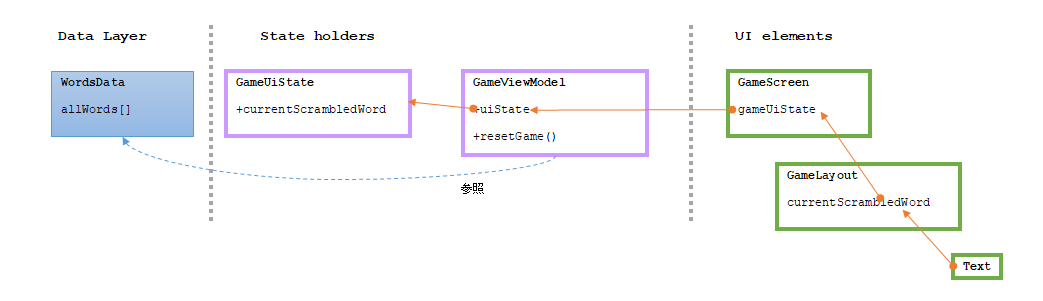 Data Layer
State holders
UI elements
WordsData
allWords[]
GameUiState
+currentScrambledWord
GameViewModel
+uiState
+resetGame()
GameScreen
gameUiState
GameLayout
currentScrambledWord
Text
参照